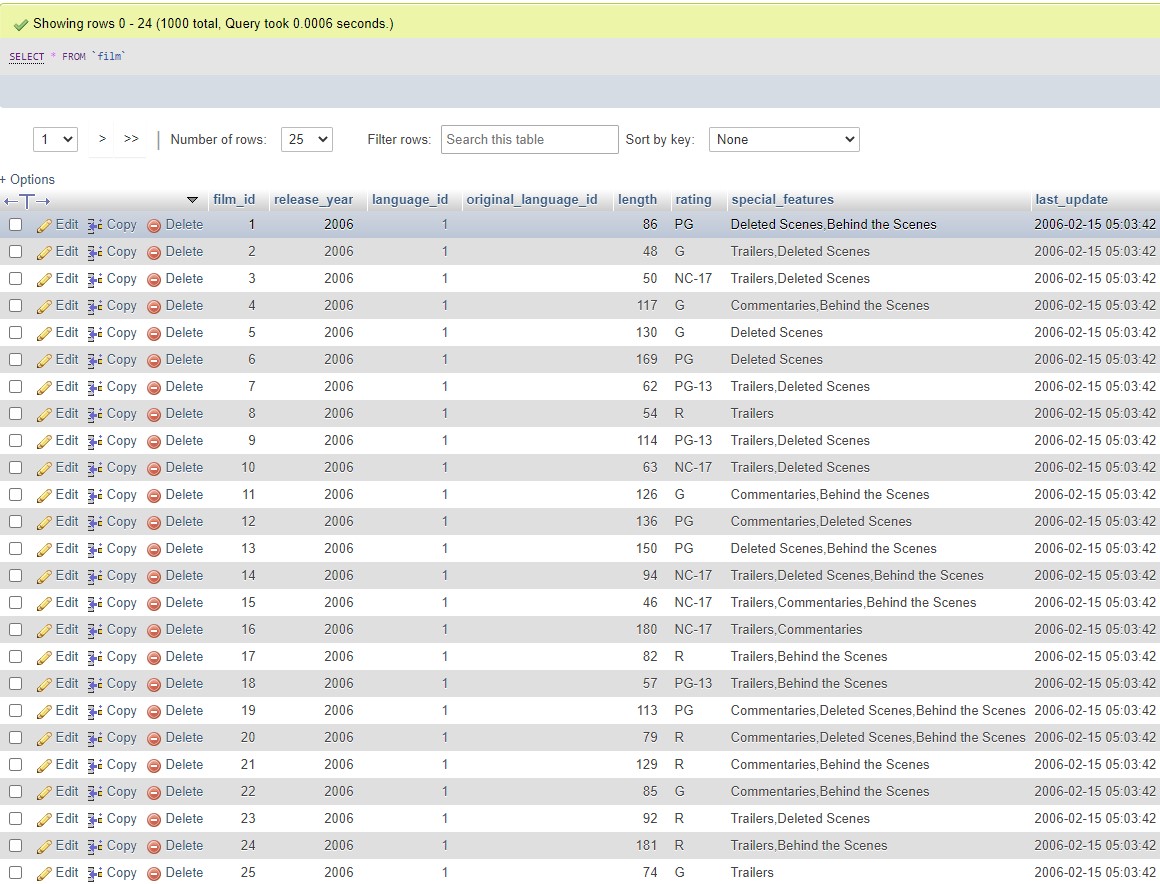 Showing rows 0 - 24 (1000 total, Query took 0.0006 seconds.)
SELECT * FROM `film`
1 > >> | Number of rows: 25 Filter rows: Search this table Sort by key: None
+ Options
←T→ film_id release_year language_id original_language_id length rating special_features last_update
Edit Copy Delete 1 2006 1 86 PG Deleted Scenes,Behind the Scenes 2006-02-15 05:03:42
Edit Copy Delete 2 2006 1 48 G Trailers,Deleted Scenes 2006-02-15 05:03:42
Edit Copy Delete 3 2006 1 50 NC-17 Trailers,Deleted Scenes 2006-02-15 05:03:42
Edit Copy Delete 4 2006 1 117 G Commentaries,Behind the Scenes 2006-02-15 05:03:42
Edit Copy Delete 5 2006 1 130 G Deleted Scenes 2006-02-15 05:03:42
Edit Copy Delete 6 2006 1 169 PG Deleted Scenes 2006-02-15 05:03:42
Edit Copy Delete 7 2006 1 62 PG-13 Trailers,Deleted Scenes 2006-02-15 05:03:42
Edit Copy Delete 8 2006 1 54 R Trailers 2006-02-15 05:03:42
Edit Copy Delete 9 2006 1 114 PG-13 Trailers,Deleted Scenes 2006-02-15 05:03:42
Edit Copy Delete 10 2006 1 63 NC-17 Trailers,Deleted Scenes 2006-02-15 05:03:42
Edit Copy Delete 11 2006 1 126 G Commentaries,Behind the Scenes 2006-02-15 05:03:42
Edit Copy Delete 12 2006 1 136 PG Commentaries,Deleted Scenes 2006-02-15 05:03:42
Edit Copy Delete 13 2006 1 150 PG Deleted Scenes,Behind the Scenes 2006-02-15 05:03:42
Edit Copy Delete 14 2006 1 94 NC-17 Trailers,Deleted Scenes,Behind the Scenes 2006-02-15 05:03:42
Edit Copy Delete 15 2006 1 46 NC-17 Trailers,Commentaries,Behind the Scenes 2006-02-15 05:03:42
Edit Copy Delete 16 2006 1 180 NC-17 Trailers,Commentaries 2006-02-15 05:03:42
Edit Copy Delete 17 2006 1 82 R Trailers,Behind the Scenes 2006-02-15 05:03:42
Edit Copy Delete 18 2006 1 57 PG-13 Trailers,Behind the Scenes 2006-02-15 05:03:42
Edit Copy Delete 19 2006 1 113 PG Commentaries,Deleted Scenes,Behind the Scenes 2006-02-15 05:03:42
Edit Copy Delete 20 2006 1 79 R Commentaries,Deleted Scenes,Behind the Scenes 2006-02-15 05:03:42
Edit Copy Delete 21 2006 1 129 R Commentaries,Behind the Scenes 2006-02-15 05:03:42
Edit Copy Delete 22 2006 1 85 G Commentaries,Behind the Scenes 2006-02-15 05:03:42
Edit Copy Delete 23 2006 1 92 R Trailers,Deleted Scenes 2006-02-15 05:03:42
Edit Copy Delete 24 2006 1 181 R Trailers,Behind the Scenes 2006-02-15 05:03:42
Edit Copy Delete 25 2006 1 74 G Trailers 2006-02-15 05:03:42